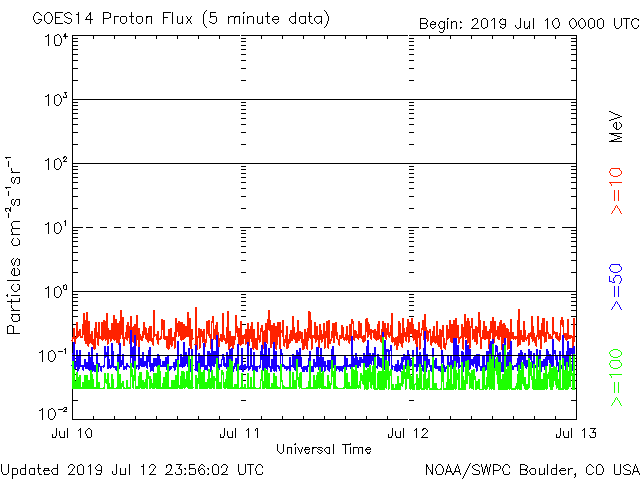 GOES14 Proton Flux (5 minute data)
Begin: 2019 Jul 10 0000 UTC
10⁴
10³
10²
10¹
10⁰
10⁻¹
10⁻²
Particles cm⁻²s⁻¹sr⁻¹
MeV
>=10
>=50
>=100
Jul 10
Jul 11
Jul 12
Jul 13
Universal Time
Updated 2019 Jul 12 23:56:02 UTC
NOAA/SWPC Boulder, CO USA